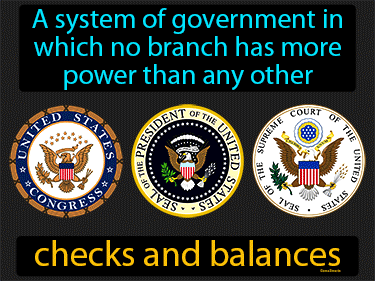 A system of government in
which no branch has more
power than any other
UNITED STATES
CONGRESS
SEAL OF THE PRESIDENT OF THE UNITED STATES
SEAL OF THE SUPREME COURT OF THE UNITED STATES
checks and balances